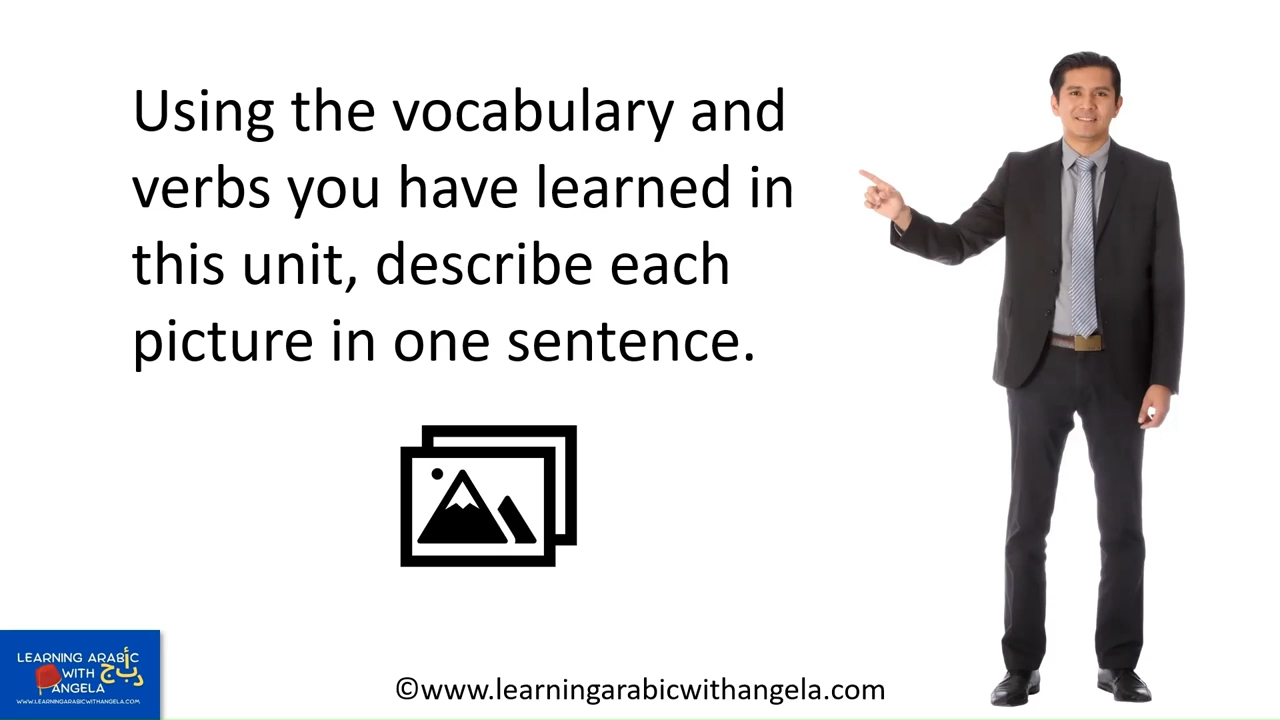 Using the vocabulary and
verbs you have learned in
this unit, describe each
picture in one sentence.
LEARNING ARABIC
WITH
ANGELA
أ ب ج د
WWW.LEARNINGARABICWITHANGELA.COM
©www.learningarabicwithangela.com